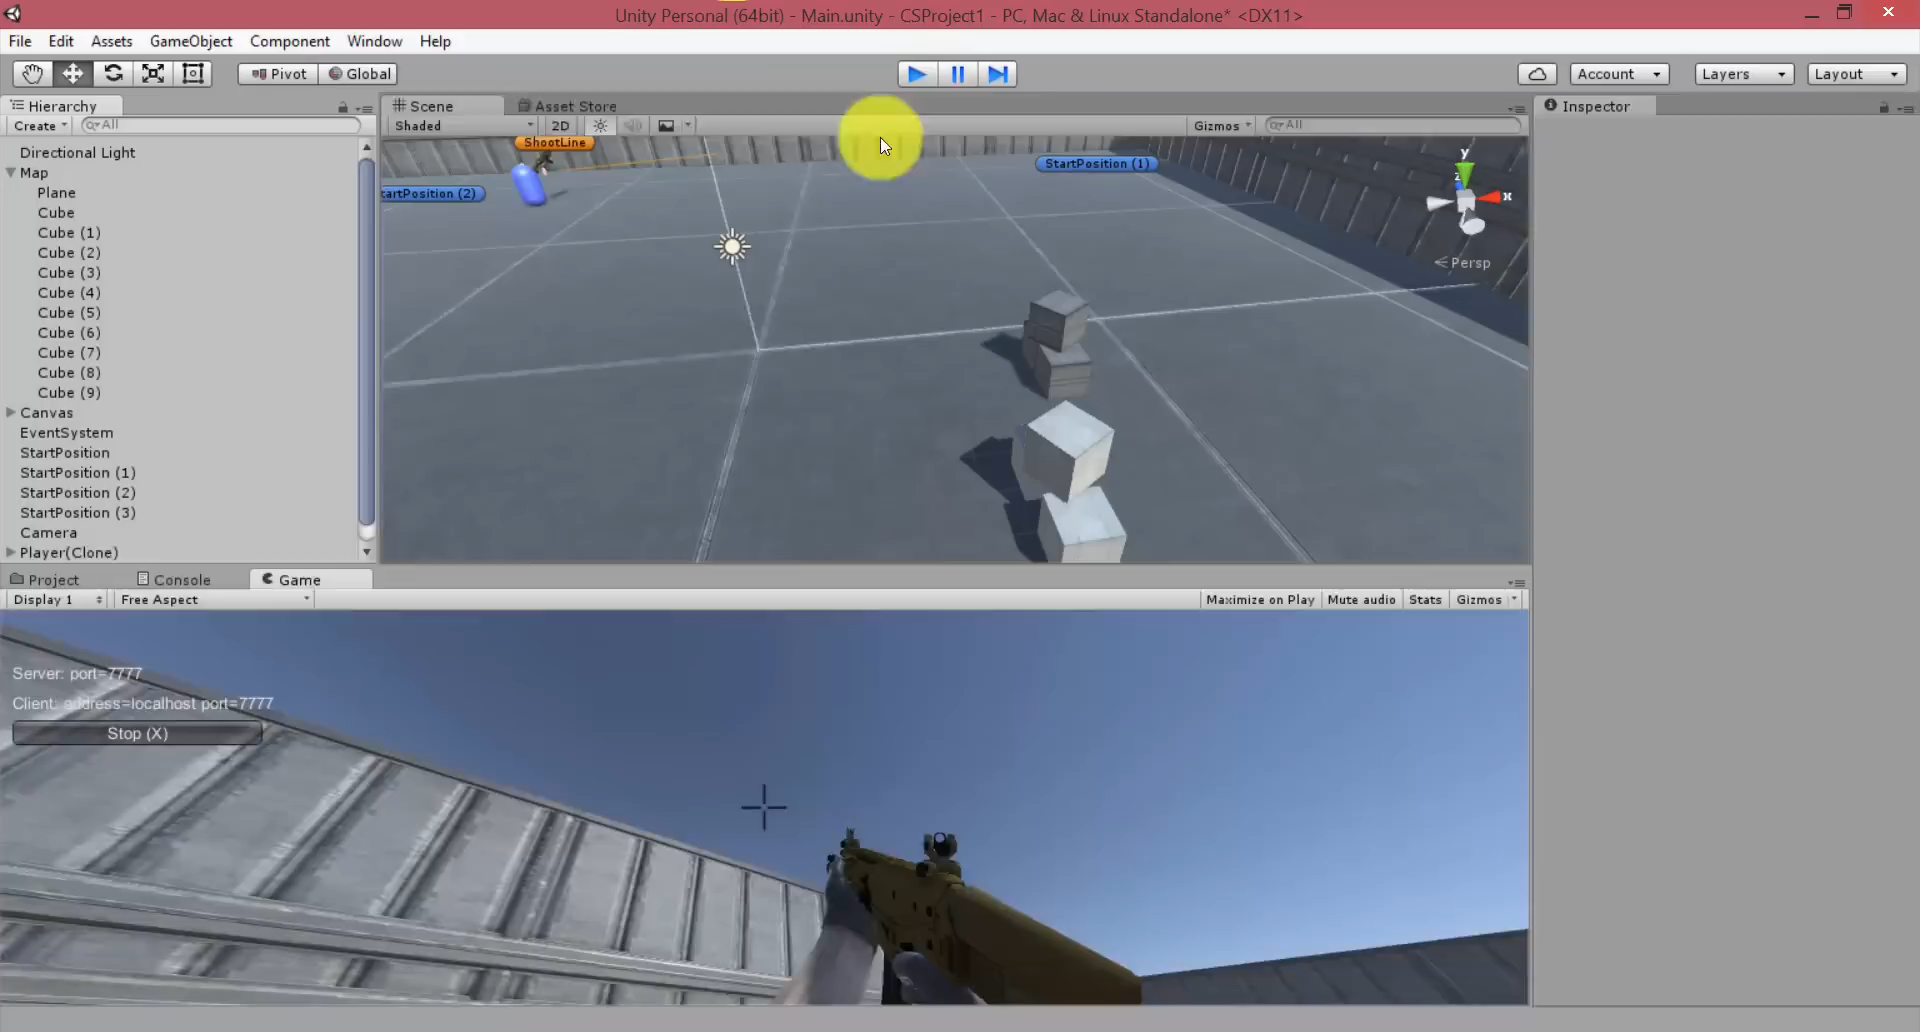 Unity Personal (64bit) - Main.unity - CSProject1 - PC, Mac & Linux Standalone* <DX11>
File Edit Assets GameObject Component Window Help
Pivot Global Account Layers Layout
Hierarchy
Create All
Directional Light
Map
Plane
Cube
Cube (1)
Cube (2)
Cube (3)
Cube (4)
Cube (5)
Cube (6)
Cube (7)
Cube (8)
Cube (9)
Canvas
EventSystem
StartPosition
StartPosition (1)
StartPosition (2)
StartPosition (3)
Camera
Player(Clone)
Scene Asset Store
Shaded 2D Gizmos All
ShootLine
StartPosition (1)
tartPosition (2)
y
z
x
Persp
Inspector
Project Console Game
Display 1 Free Aspect Maximize on Play Mute audio Stats Gizmos
Server: port=7777
Client: address=localhost port=7777
Stop (X)